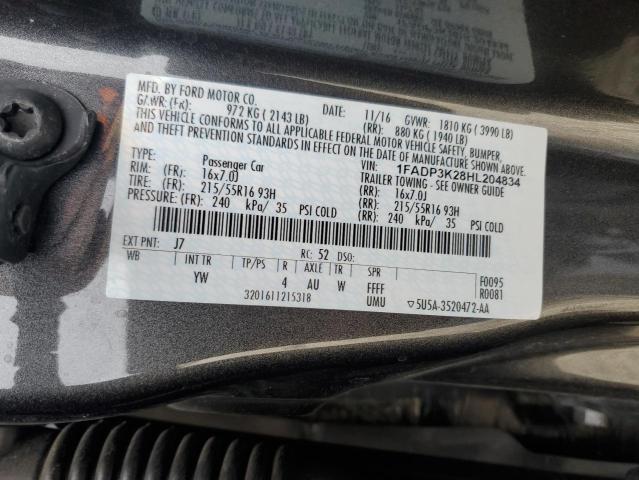 MFD. BY FORD MOTOR CO.
DATE: 11/16 GVWR: 1810 KG ( 3990 LB)
GAWR: (FR): 972 KG ( 2143 LB) (RR): 880 KG ( 1940 LB)
THIS VEHICLE CONFORMS TO ALL APPLICABLE FEDERAL MOTOR VEHICLE SAFETY, BUMPER,
AND THEFT PREVENTION STANDARDS IN EFFECT ON THE DATE OF MANUFACTURE SHOWN ABOVE.
VIN: 1FADP3K28HL204834
TYPE: Passenger Car TRAILER TOWING - SEE OWNER GUIDE
RIM: (FR): 16x7.0J (RR): 16x7.0J
TIRE: (FR): 215/55R16 93H (RR): 215/55R16 93H
PRESSURE: (FR): 240 kPa/ 35 PSI COLD (RR): 240 kPa/ 35 PSI COLD
EXT PNT: J7 RC: 52 DSO:
WB INT TR TP/PS R AXLE TR SPR F0095
YW 4 AU W FFFF R0081
3201611215318 UMU ▽5U5A-3520472-AA